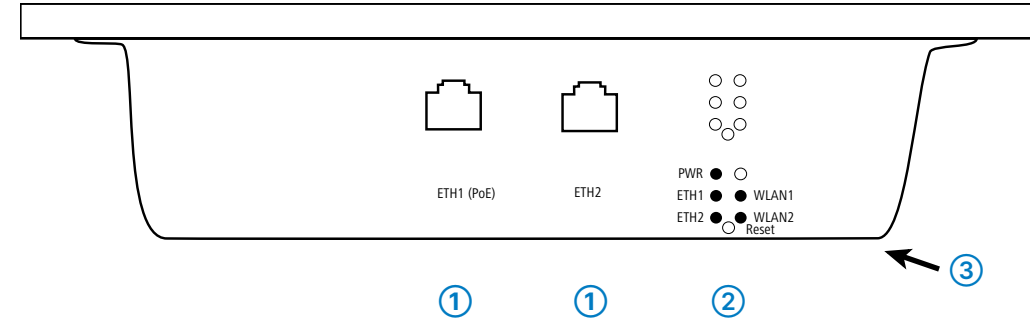 PWR
ETH1 (PoE) ETH2 ETH1 WLAN1
ETH2 WLAN2
Reset
3
1 1 2